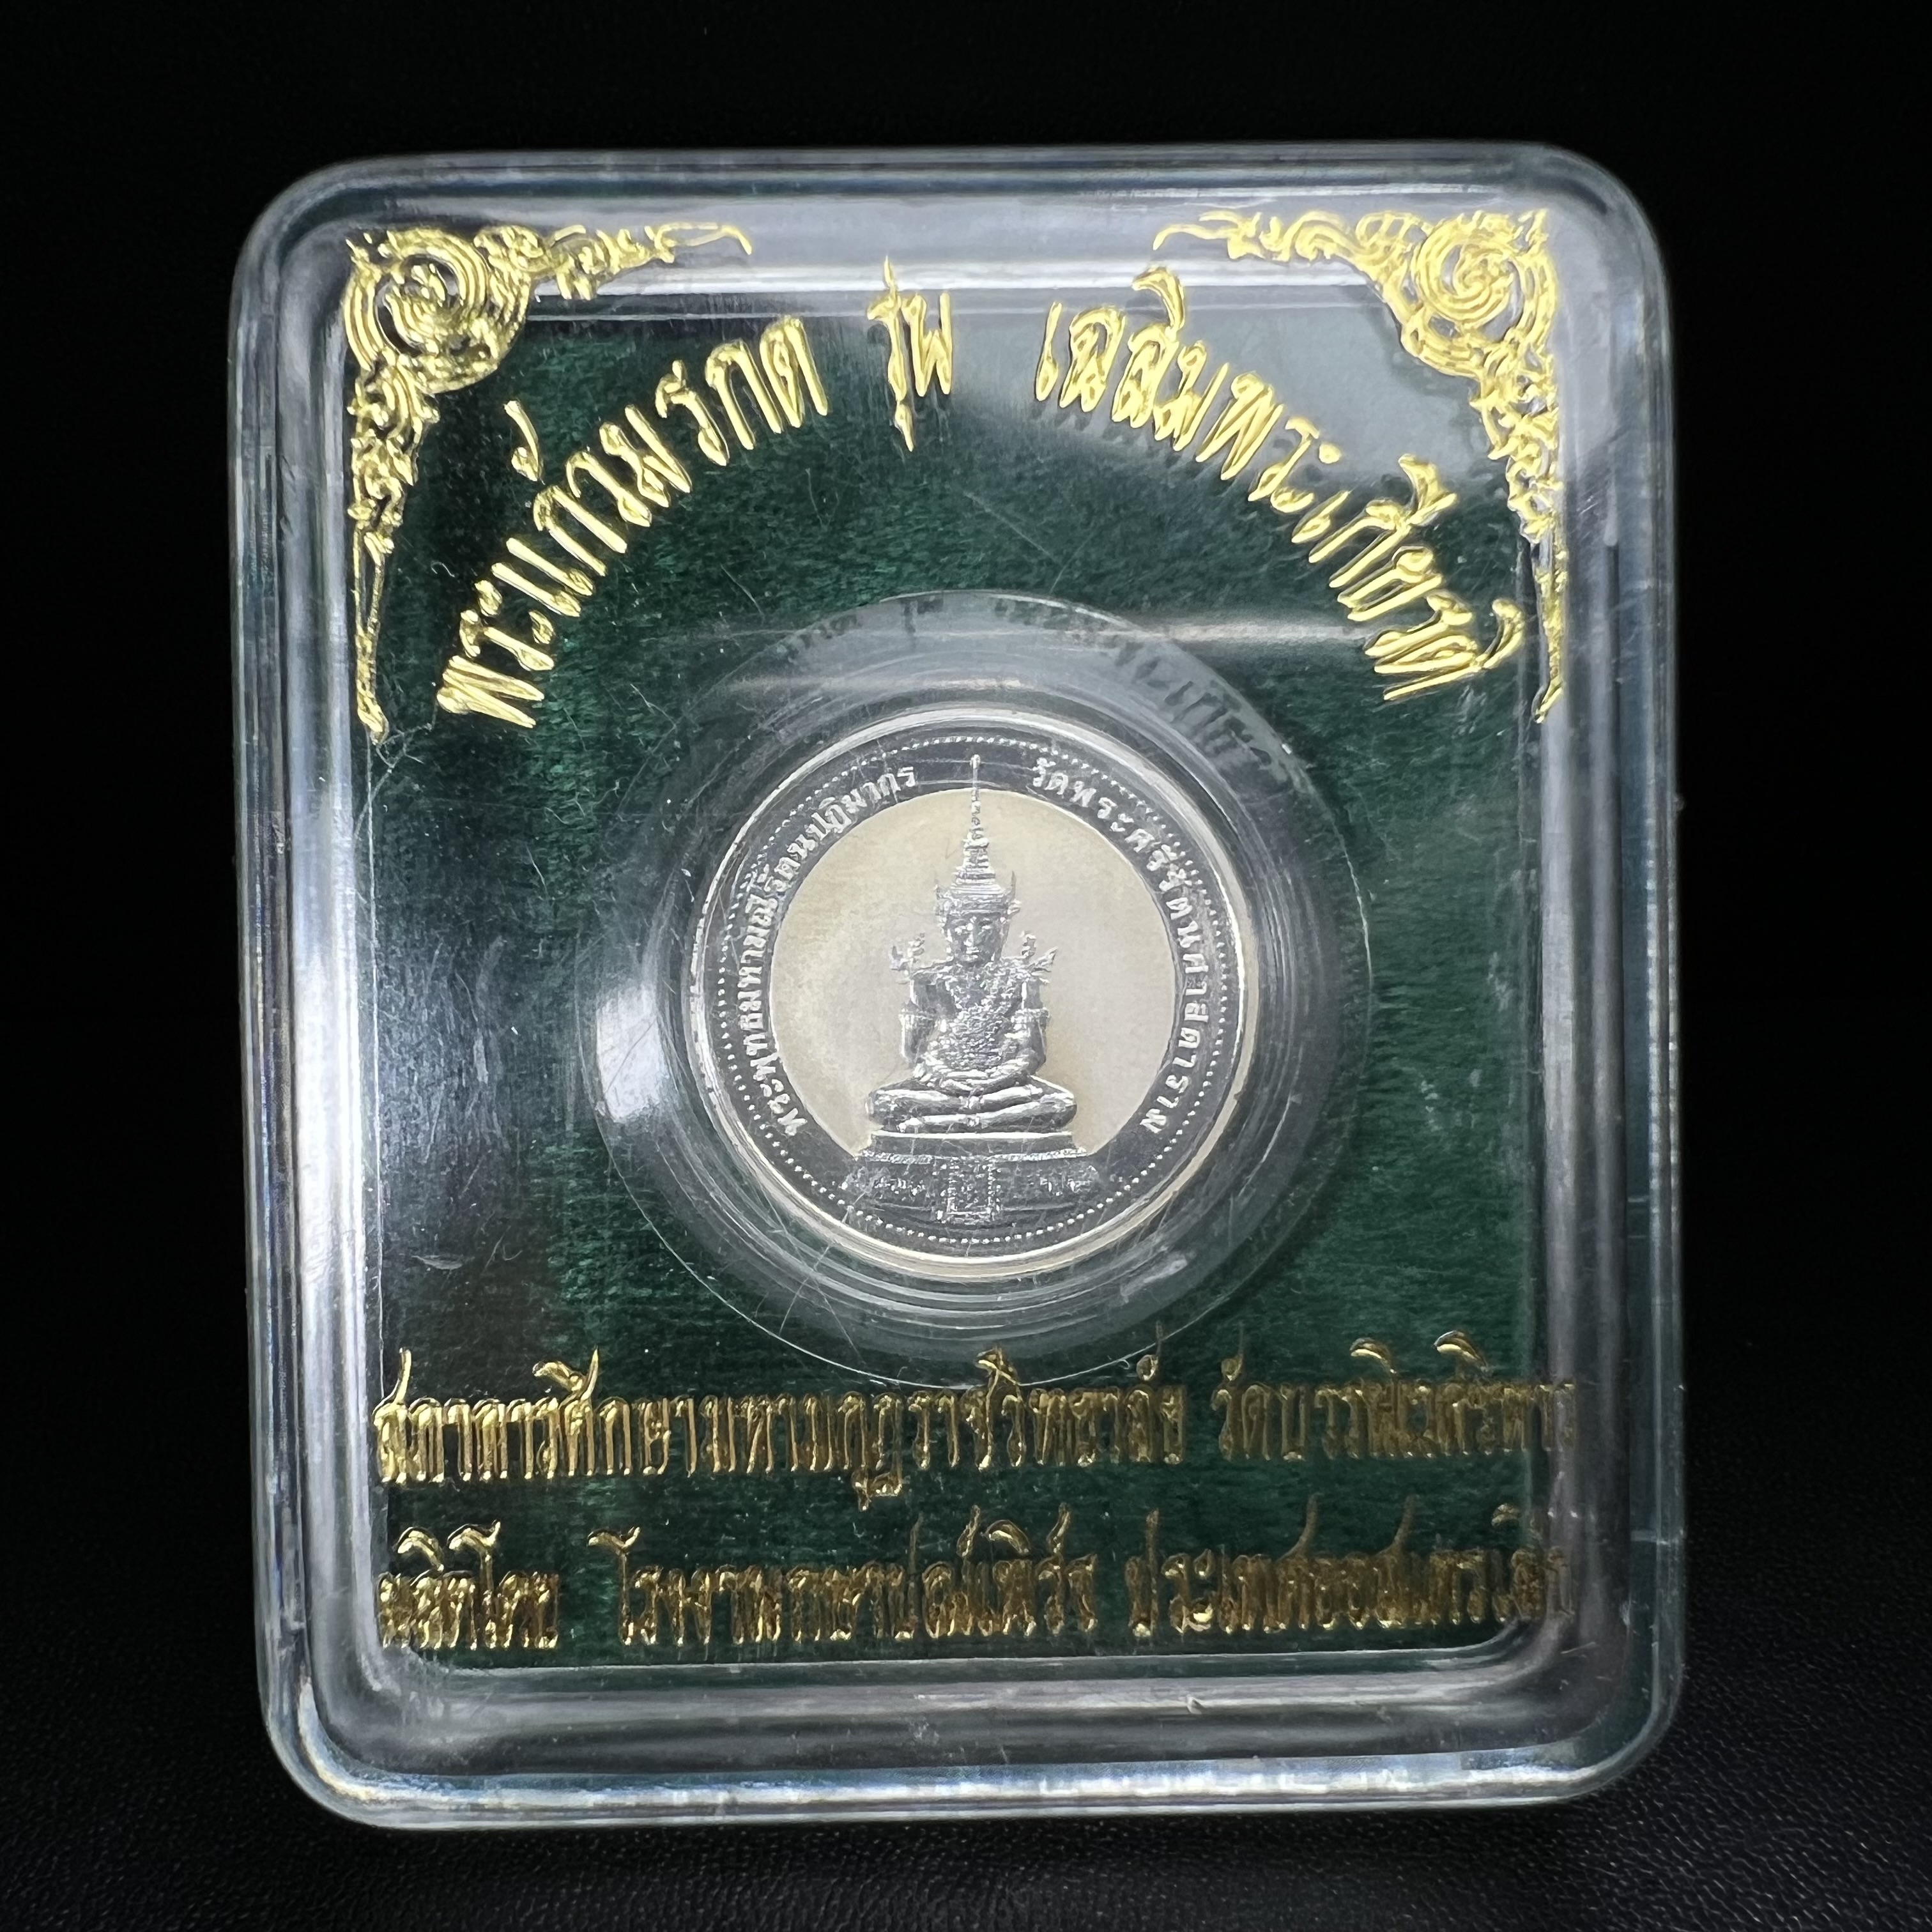 พระแก้วมรกต รุ่น เฉลิมพระเกียรติ
พระพุทธมหามณีรัตนปฏิมากร
วัดพระศรีรัตนศาสดาราม
สภาการศึกษามหามกุฏราชวิทยาลัย วัดบวรนิเวศวิหาร
ผลิตโดย โรงงานกษาปณ์เพิร์ธ ประเทศออสเตรเลีย